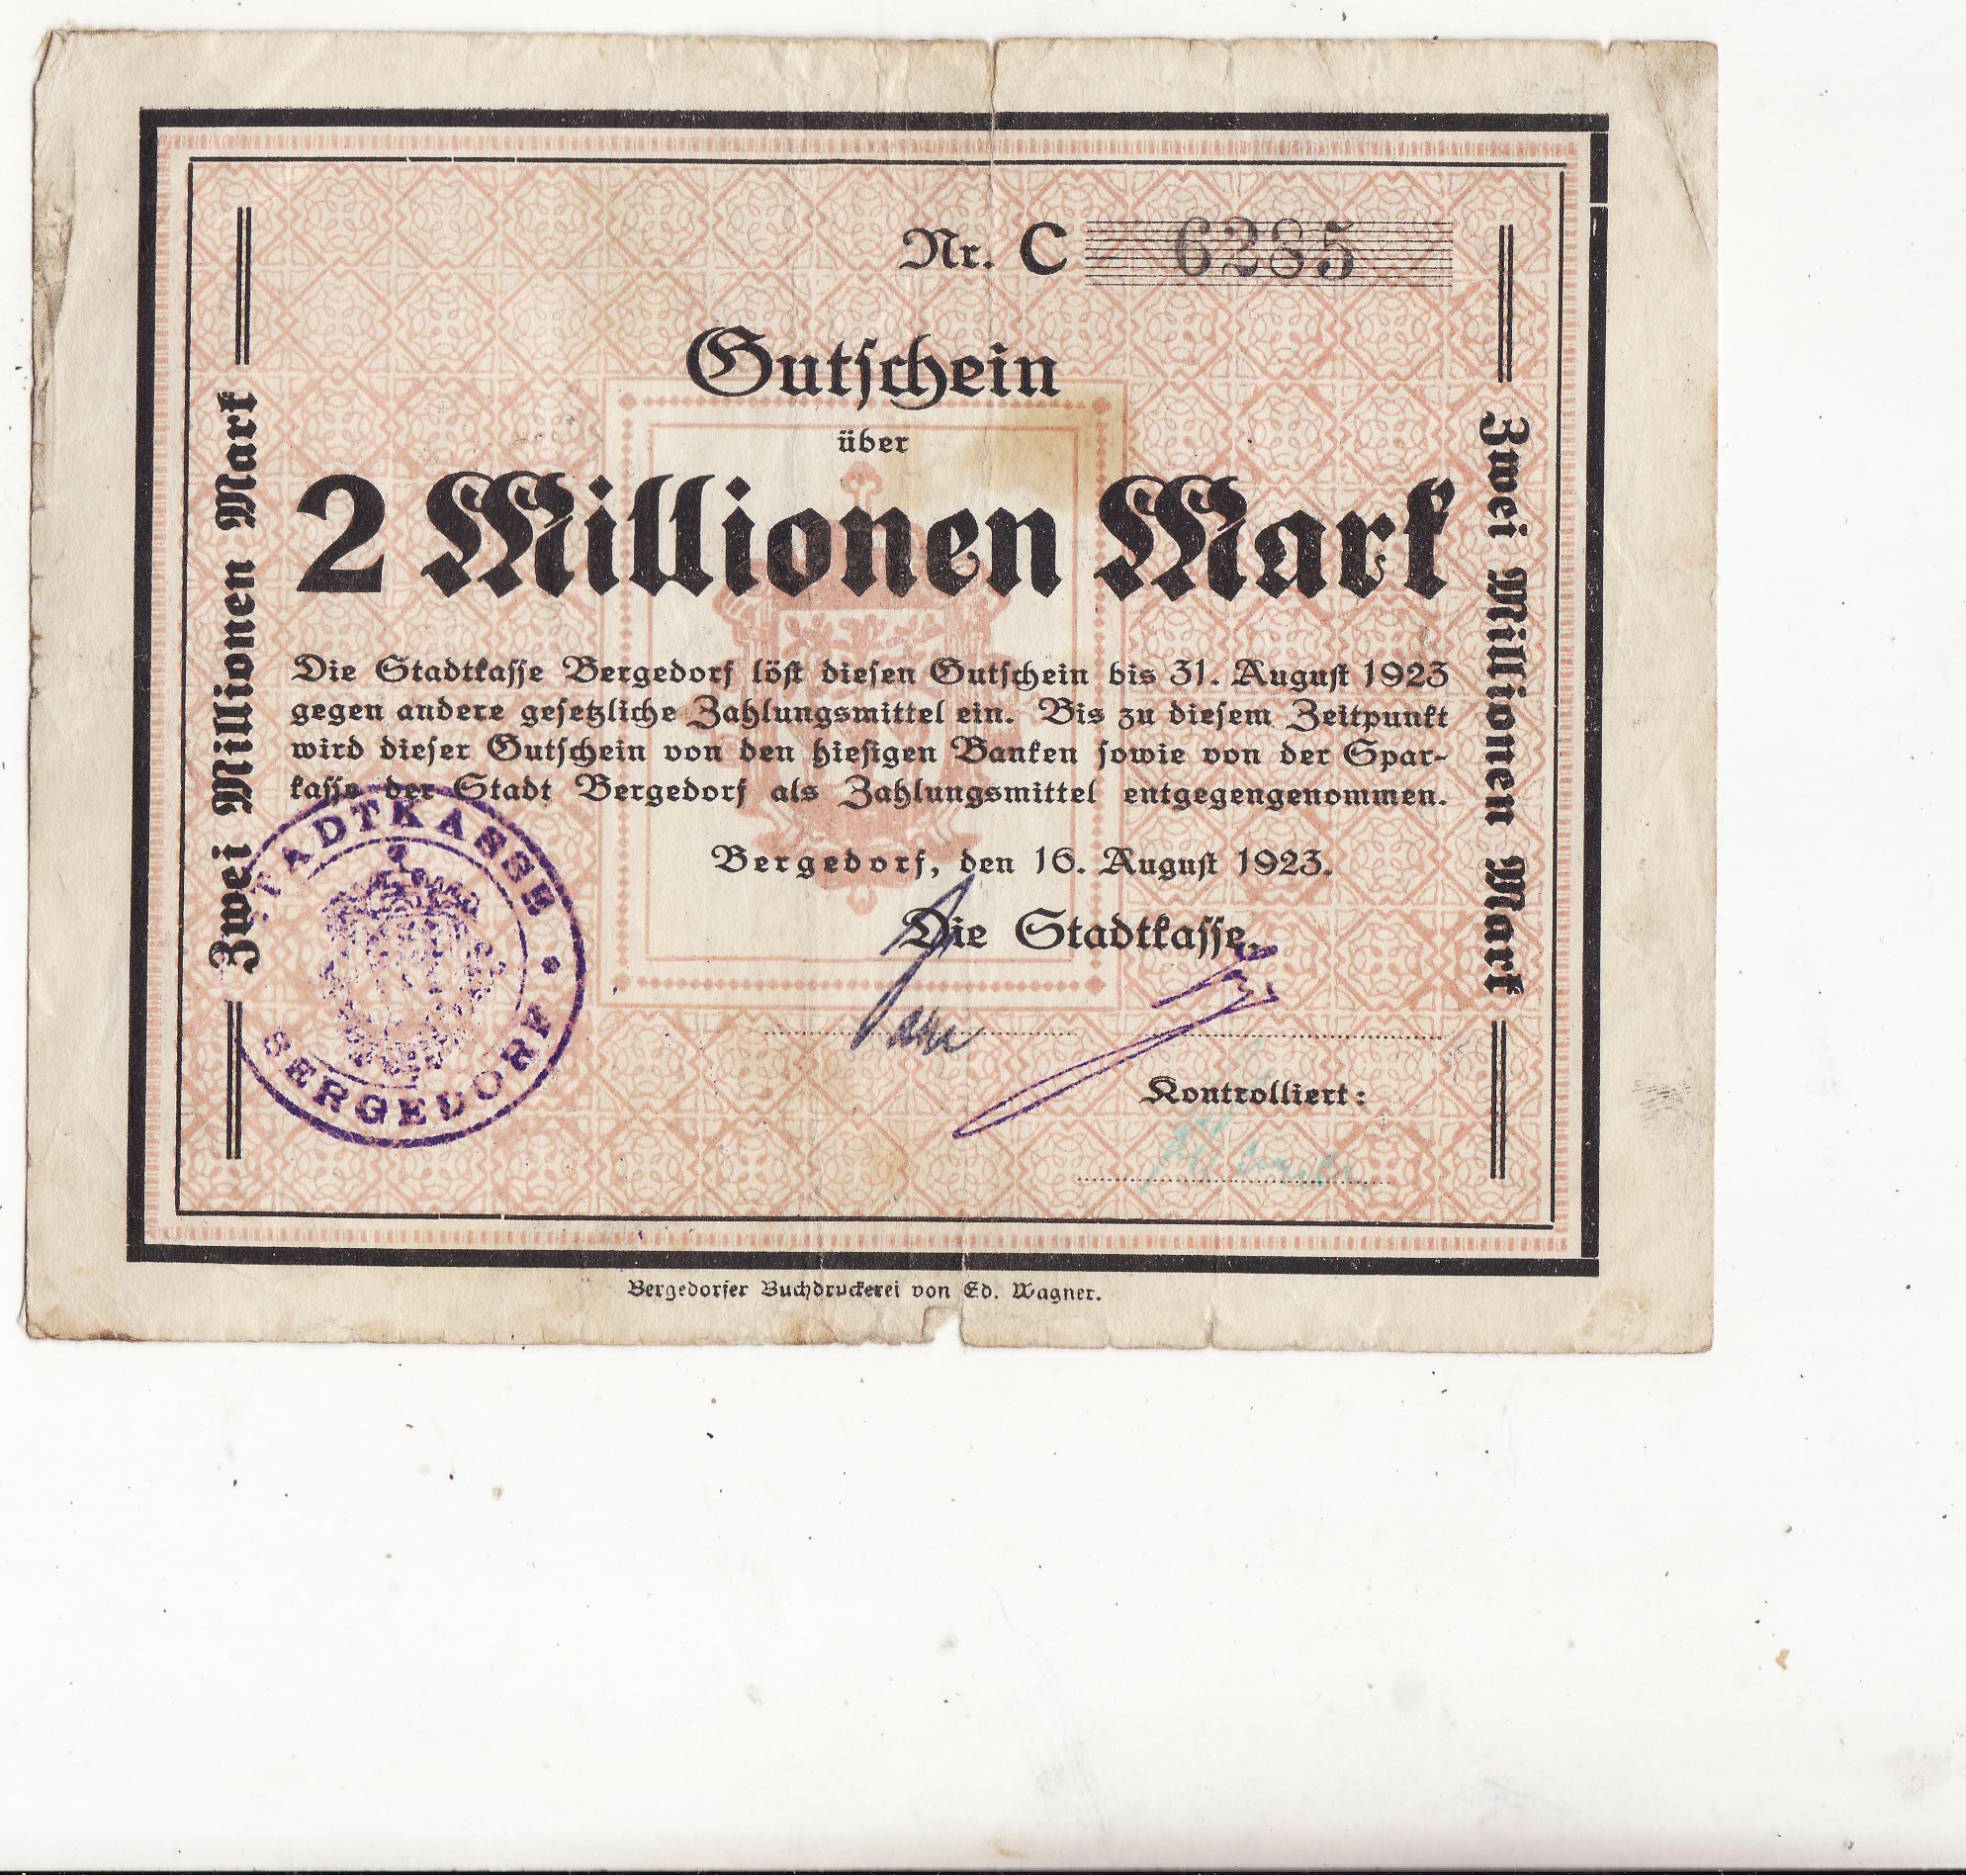 Nr. C 6285
Gutschein
über
2 Millionen Mark
Die Stadtkasse Bergedorf löst diesen Gutschein bis 31. August 1923
gegen andere gesetzliche Zahlungsmittel ein. Bis zu diesem Zeitpunkt
wird dieser Gutschein von den hiesigen Banken sowie von der Spar-
kasse der Stadt Bergedorf als Zahlungsmittel entgegengenommen.
Bergedorf, den 16. August 1923.
Die Stadtkasse.
Kontrolliert:
Zwei Millionen Mark
Zwei Millionen Mark
STADTKASSE
BERGEDORF
Bergedorfer Buchdruckerei von Ed. Wagner.